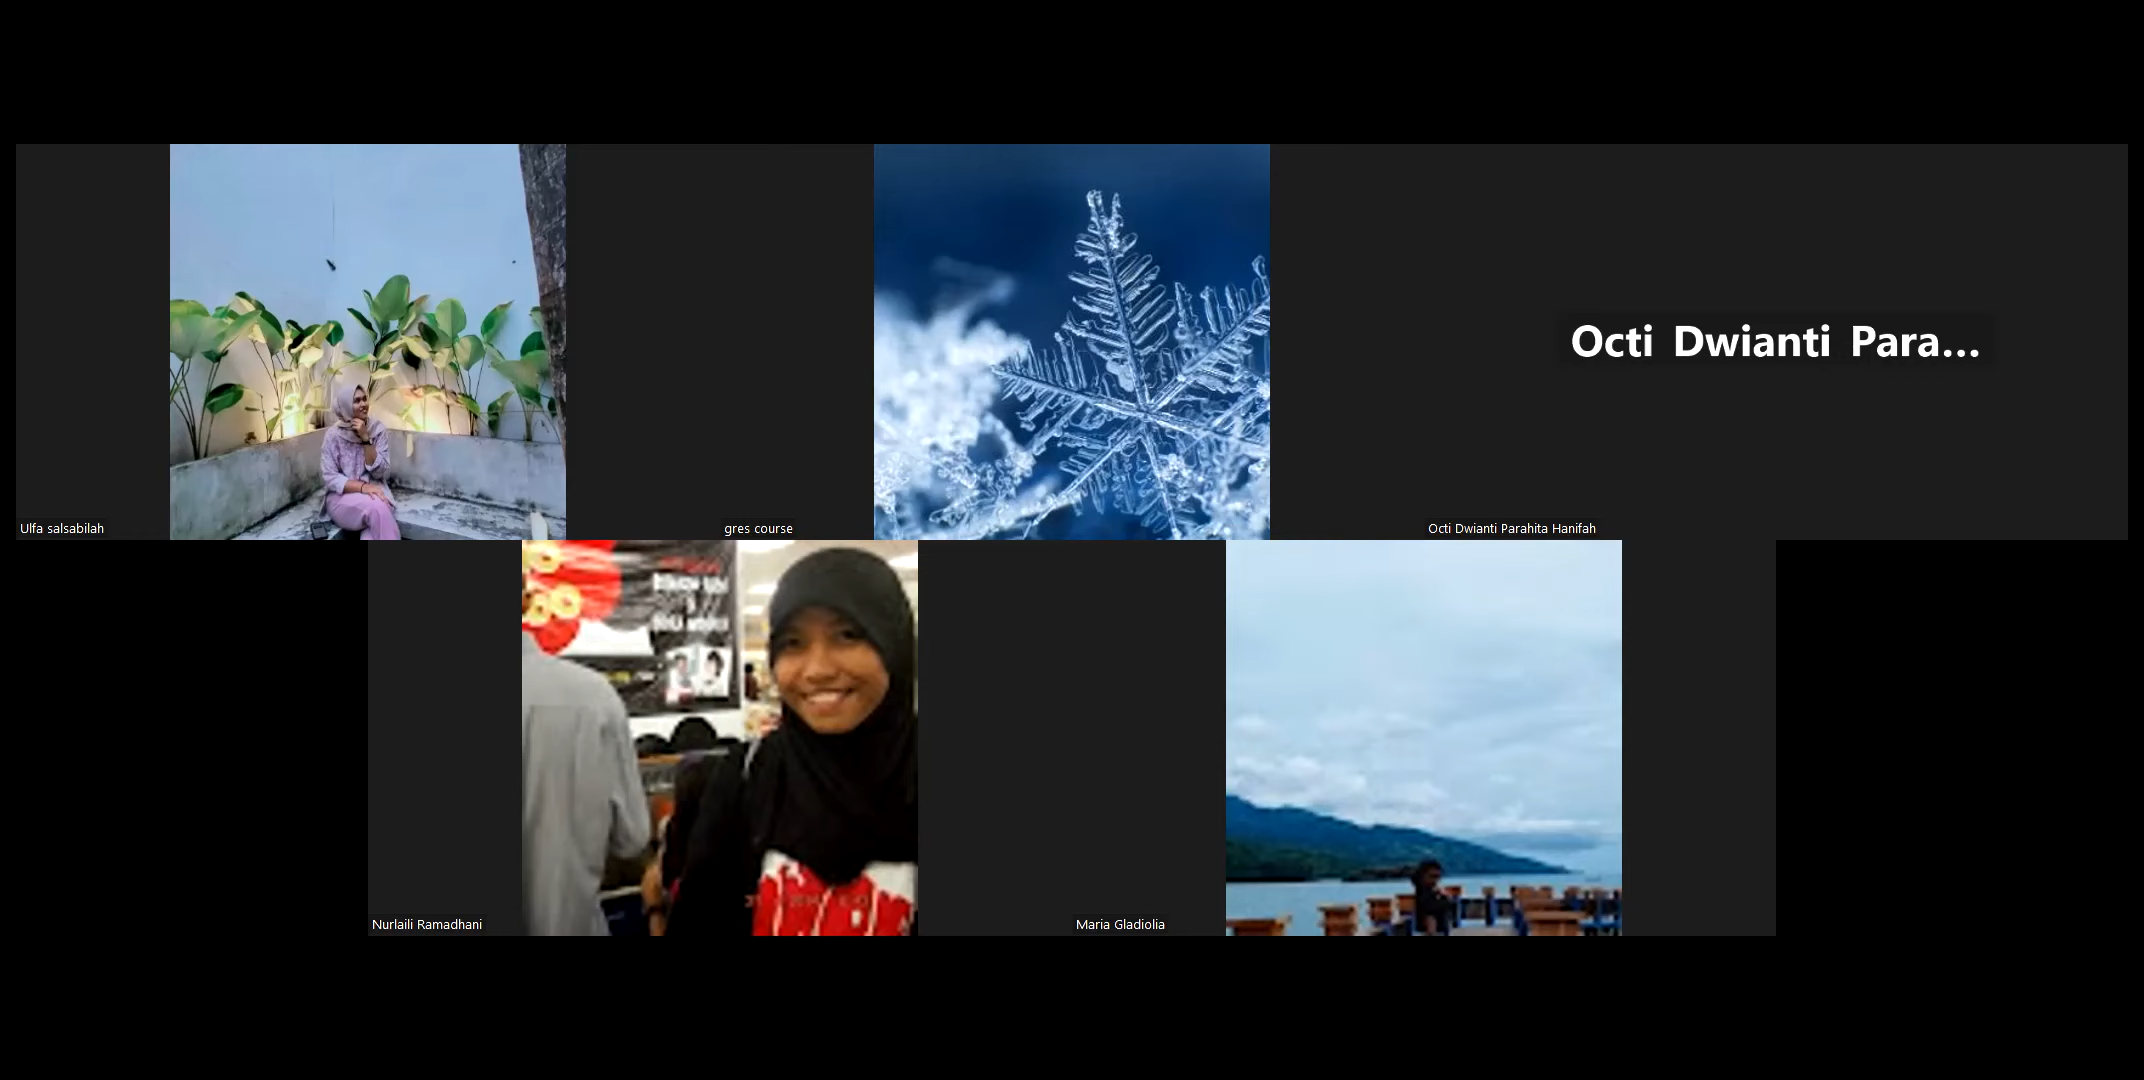 Octi Dwianti Para...
Ulfa salsabilah
gres course
Octi Dwianti Parahita Hanifah
Nurlaili Ramadhani
Maria Gladiolia